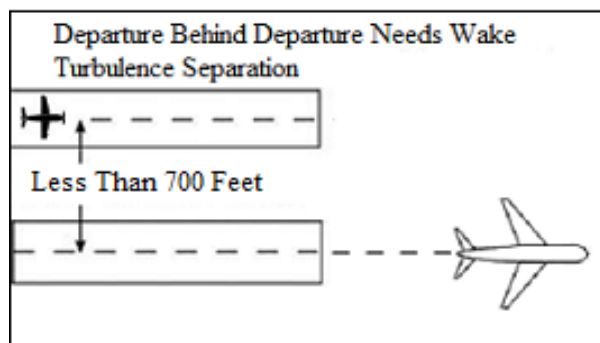 Departure Behind Departure Needs Wake
Turbulence Separation
Less Than 700 Feet